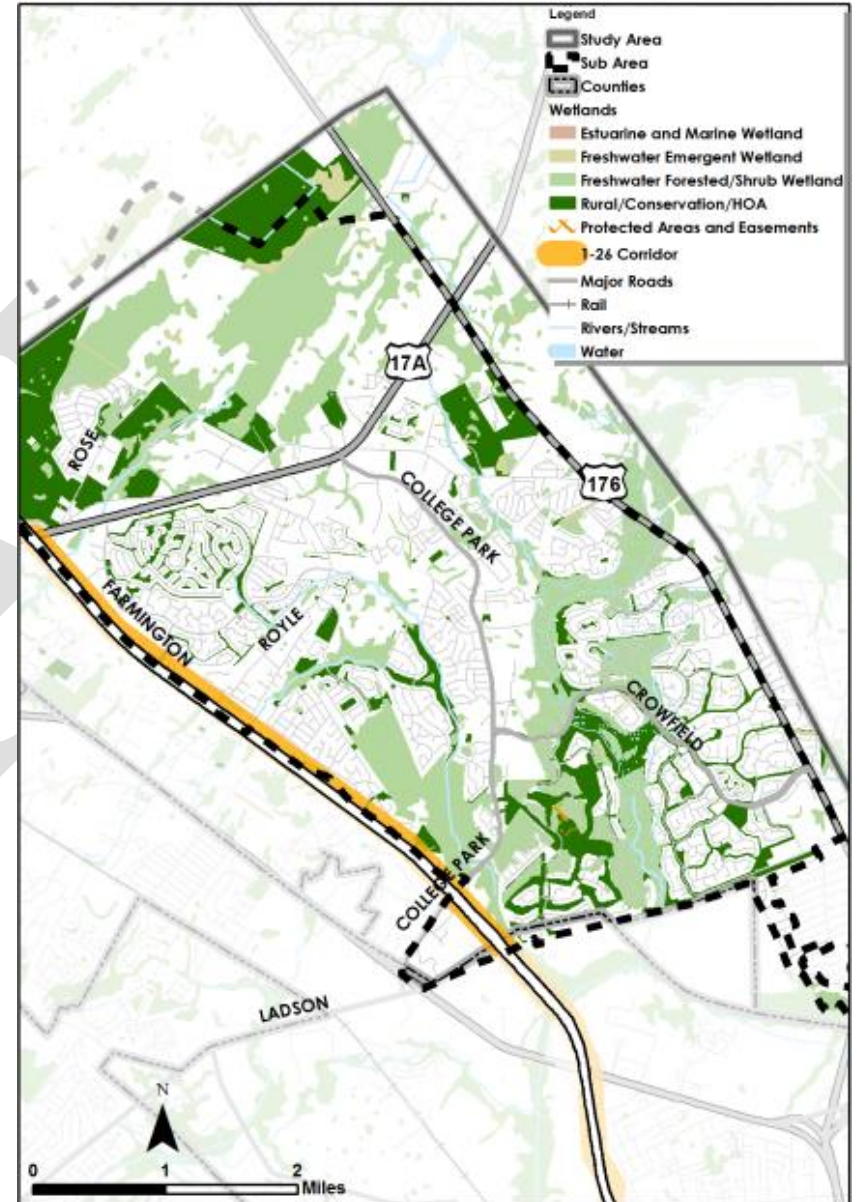 Legend
Study Area
Sub Area
Counties
Wetlands
Estuarine and Marine Wetland
Freshwater Emergent Wetland
Freshwater Forested/Shrub Wetland
Rural/Conservation/HOA
Protected Areas and Easements
I-26 Corridor
Major Roads
Rail
Rivers/Streams
Water
17A
ROSE
176
COLLEGE PARK
FARMINGTON
ROYLE
CROWFIELD
COLLEGE PARK
LADSON
N
0 1 2
Miles